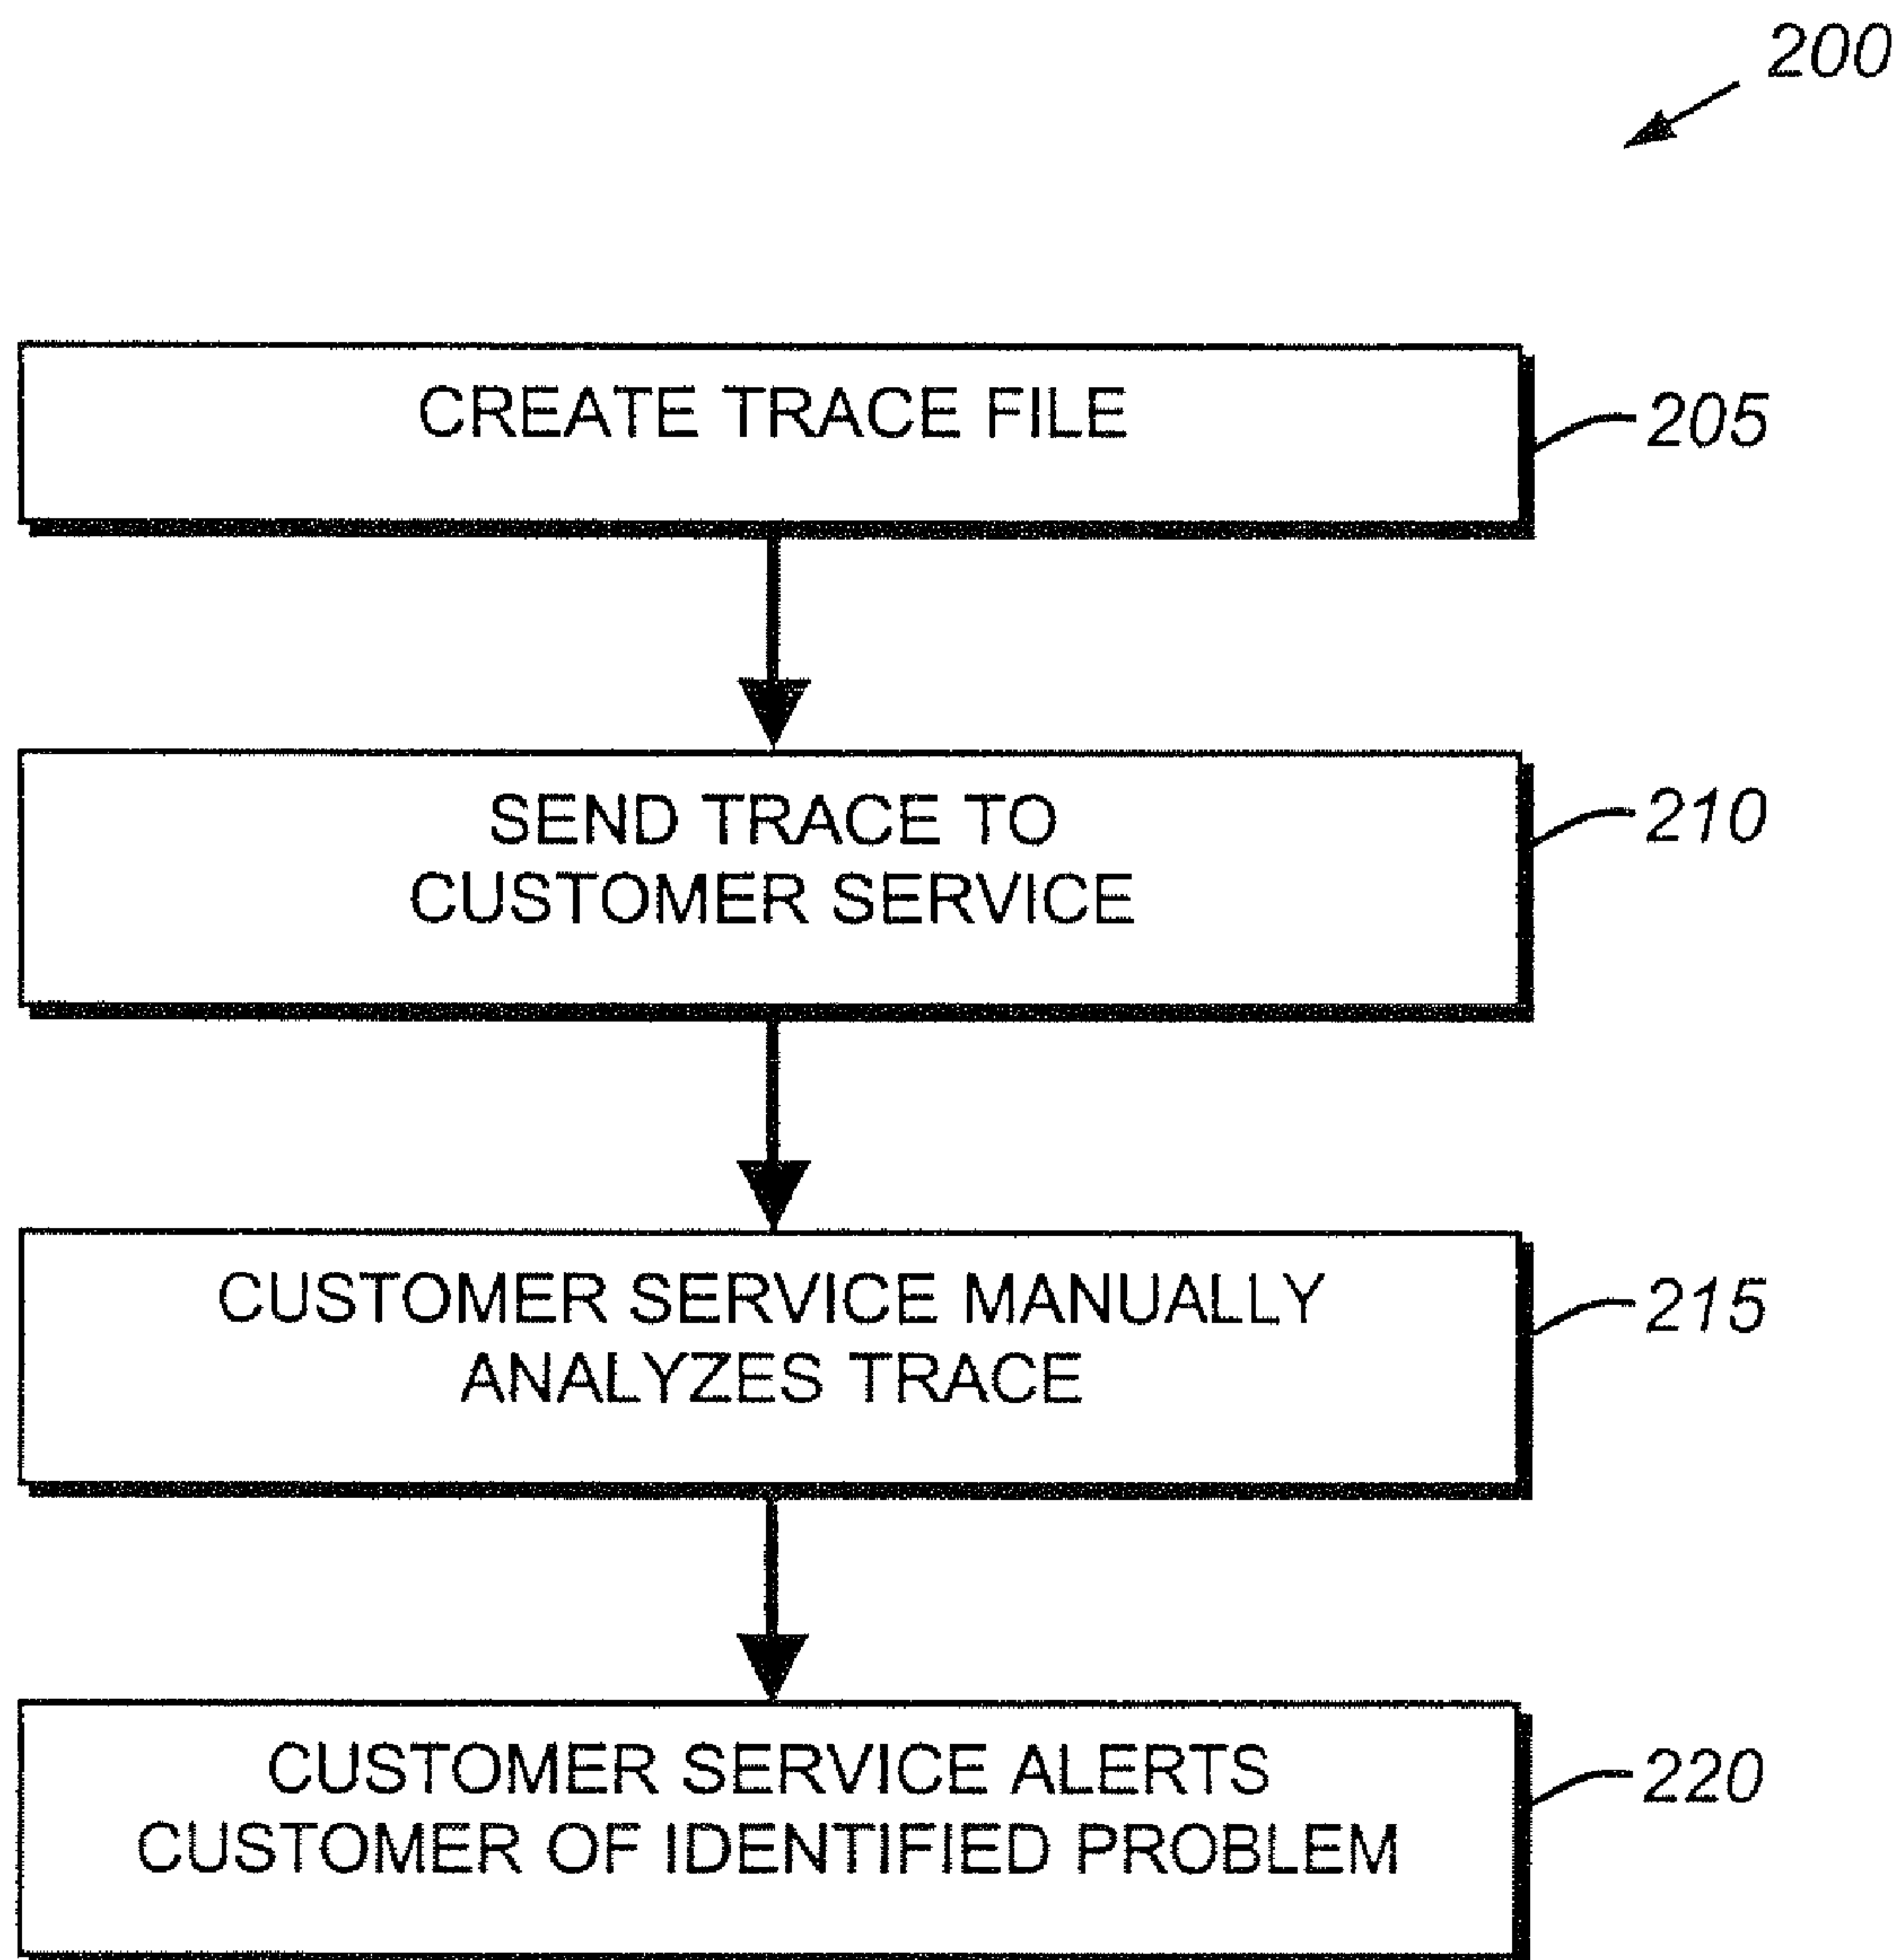 200
CREATE TRACE FILE
205
SEND TRACE TO
CUSTOMER SERVICE
210
CUSTOMER SERVICE MANUALLY
ANALYZES TRACE
215
CUSTOMER SERVICE ALERTS
CUSTOMER OF IDENTIFIED PROBLEM
220